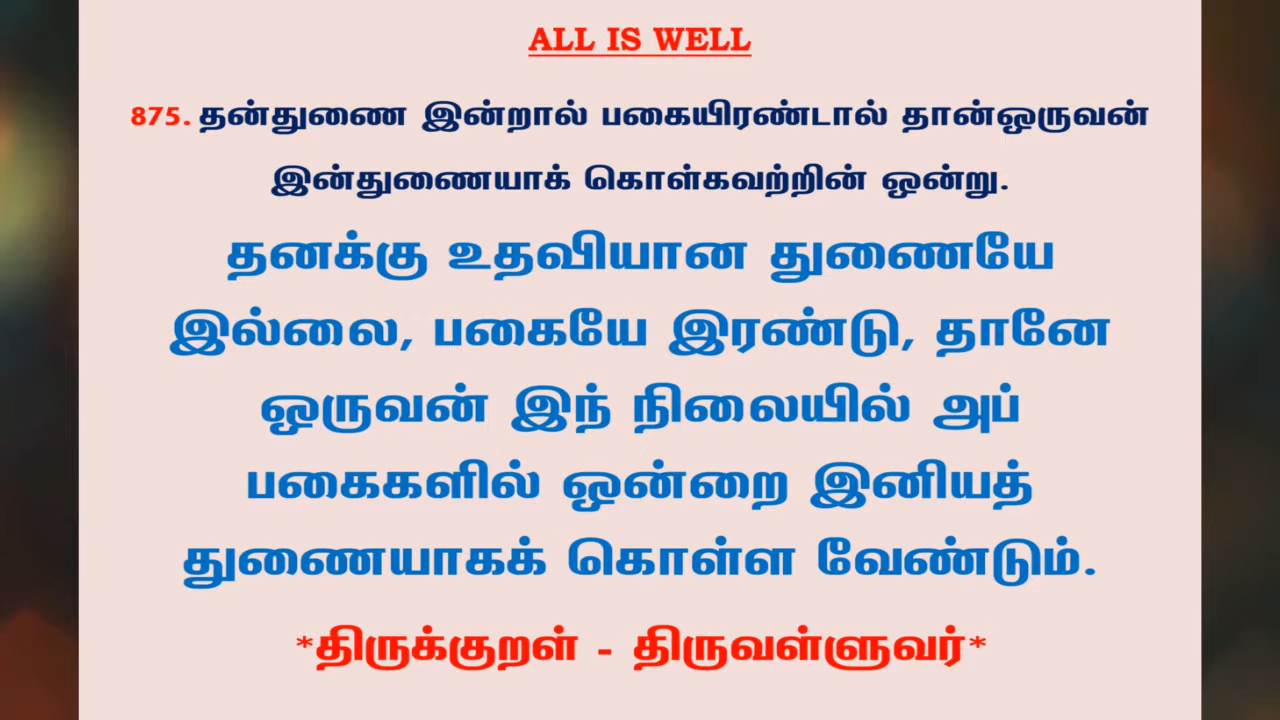 ALL IS WELL
875. தன்துணை இன்றால் பகையிரண்டால் தான்ஒருவன்
இன்துணையாக் கொள்கவற்றின் ஒன்று.
தனக்கு உதவியான துணையே
இல்லை, பகையே இரண்டு, தானே
ஒருவன் இந் நிலையில் அப்
பகைகளில் ஒன்றை இனியத்
துணையாகக் கொள்ள வேண்டும்.
*திருக்குறள் - திருவள்ளுவர்*